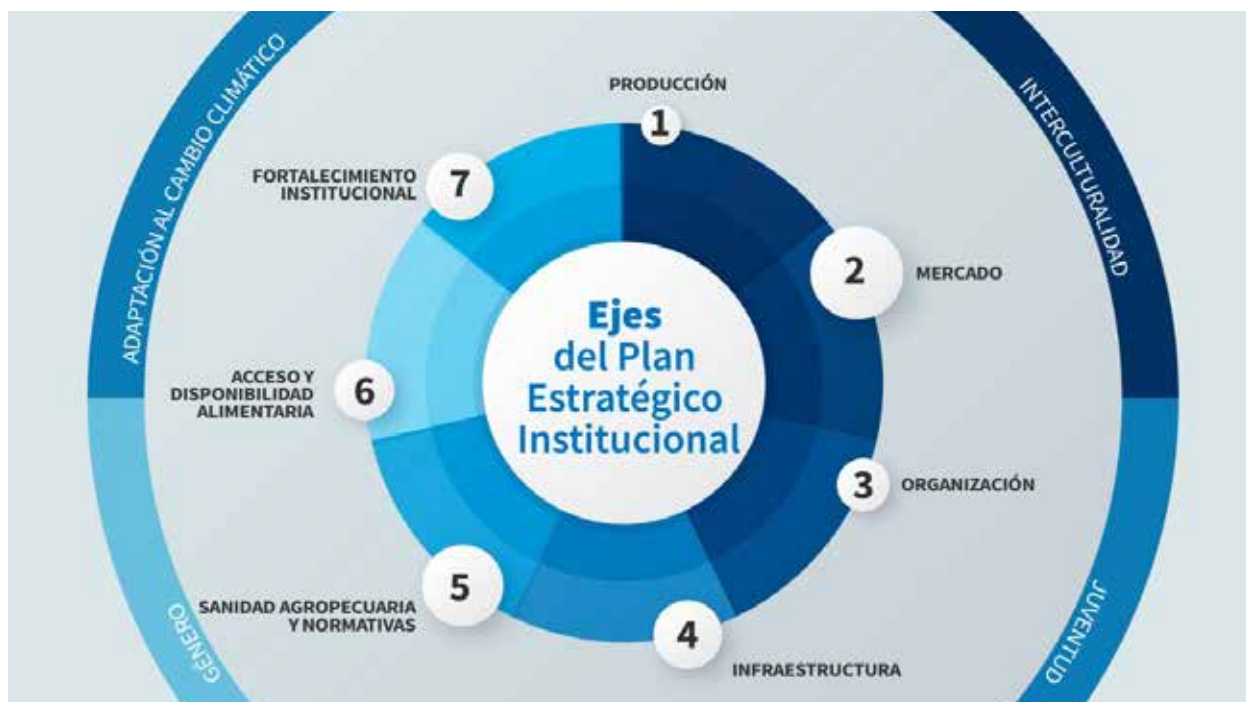 Ejes
del Plan
Estratégico
Institucional
1
PRODUCCIÓN
2
MERCADO
3
ORGANIZACIÓN
4
INFRAESTRUCTURA
5
SANIDAD AGROPECUARIA
Y NORMATIVAS
6
ACCESO Y
DISPONIBILIDAD
ALIMENTARIA
7
FORTALECIMIENTO
INSTITUCIONAL
ADAPTACIÓN AL CAMBIO CLIMÁTICO
INTERCULTURALIDAD
GÉNERO
JUVENTUD